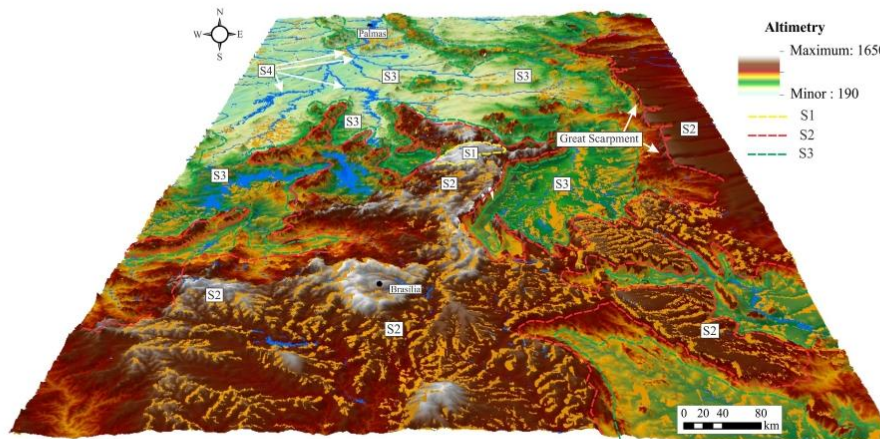 N
W E
S
Palmas
S4
S3
S3
S3
S1
Great Scarpment
S2
S3
S2
S3
Brasilia
S2
S2
S2
Altimetry
Maximum: 1650
Minor : 190
S1
S2
S3
0 20 40 80
km